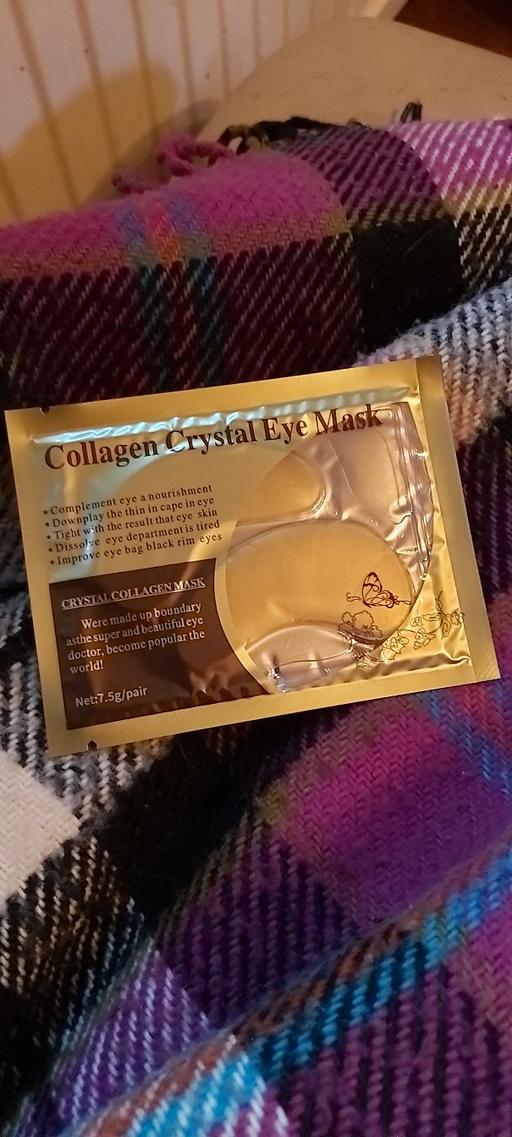 Collagen Crystal Eye Mask
• Complement eye a nourishment
• Downplay the thin in cape in eye
• Tight with the result that eye skin
• Dissolve eye department is tired
• Improve eye bag black rim eyes
CRYSTAL COLLAGEN MASK
Were made up boundary
asthe super and beautiful eye
doctor, become popular the
world!
Net:7.5g/pair